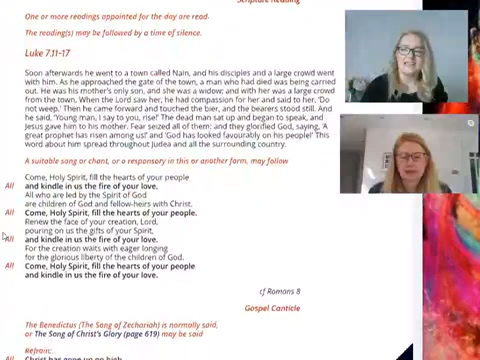 Scripture Reading
One or more readings appointed for the day are read.
The reading(s) may be followed by a time of silence.
Luke 7.11–17
Soon afterwards he went to a town called Nain, and his disciples and a large crowd went
with him. As he approached the gate of the town, a man who had died was being carried
out. He was his mother's only son, and she was a widow; and with her was a large crowd
from the town. When the Lord saw her, he had compassion for her and said to her, 'Do
not weep.' Then he came forward and touched the bier, and the bearers stood still. And
he said, 'Young man, I say to you, rise!' The dead man sat up and began to speak, and
Jesus gave him to his mother. Fear seized all of them; and they glorified God, saying, 'A
great prophet has risen among us!' and 'God has looked favourably on his people!' This
word about him spread throughout Judea and all the surrounding country.
A suitable song or chant, or a responsory in this or another form, may follow
Come, Holy Spirit, fill the hearts of your people
All and kindle in us the fire of your love.
All who are led by the Spirit of God
are children of God and fellow-heirs with Christ.
All Come, Holy Spirit, fill the hearts of your people.
Renew the face of your creation, Lord,
pouring on us the gifts of your Spirit,
All and kindle in us the fire of your love.
For the creation waits with eager longing
for the glorious liberty of the children of God.
All Come, Holy Spirit, fill the hearts of your people
and kindle in us the fire of your love.
cf Romans 8
Gospel Canticle
The Benedictus (The Song of Zechariah) is normally said,
or The Song of Christ's Glory (page 619) may be said
Refrain:
All Christ has gone up on high